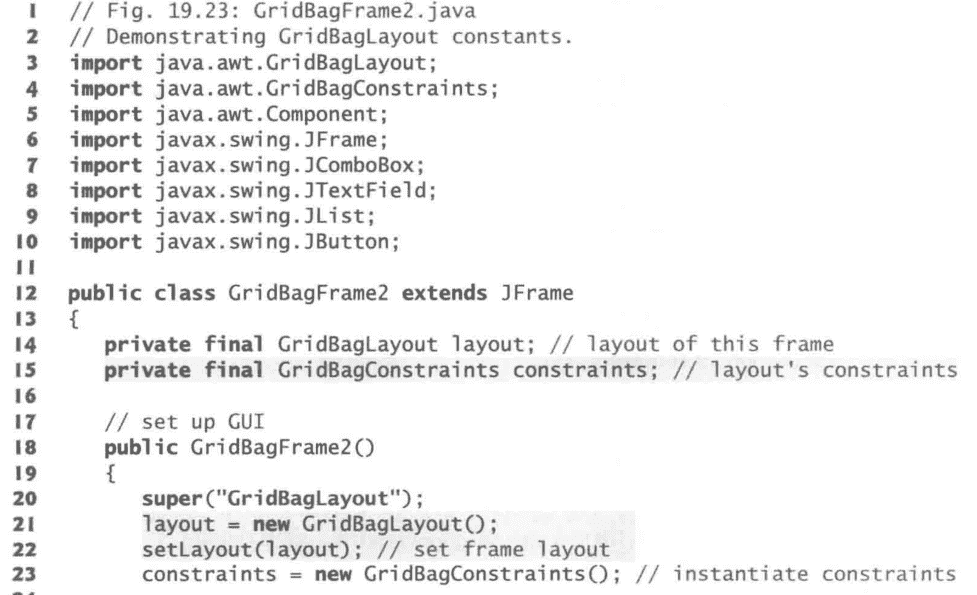 1 // Fig. 19.23: GridBagFrame2.java
2 // Demonstrating GridBagLayout constants.
3 import java.awt.GridBagLayout;
4 import java.awt.GridBagConstraints;
5 import java.awt.Component;
6 import javax.swing.JFrame;
7 import javax.swing.JComboBox;
8 import javax.swing.JTextField;
9 import javax.swing.JList;
10 import javax.swing.JButton;
11
12 public class GridBagFrame2 extends JFrame
13 {
14 private final GridBagLayout layout; // layout of this frame
15 private final GridBagConstraints constraints; // layout's constraints
16
17 // set up GUI
18 public GridBagFrame2()
19 {
20 super("GridBagLayout");
21 layout = new GridBagLayout();
22 setLayout(layout); // set frame layout
23 constraints = new GridBagConstraints(); // instantiate constraints